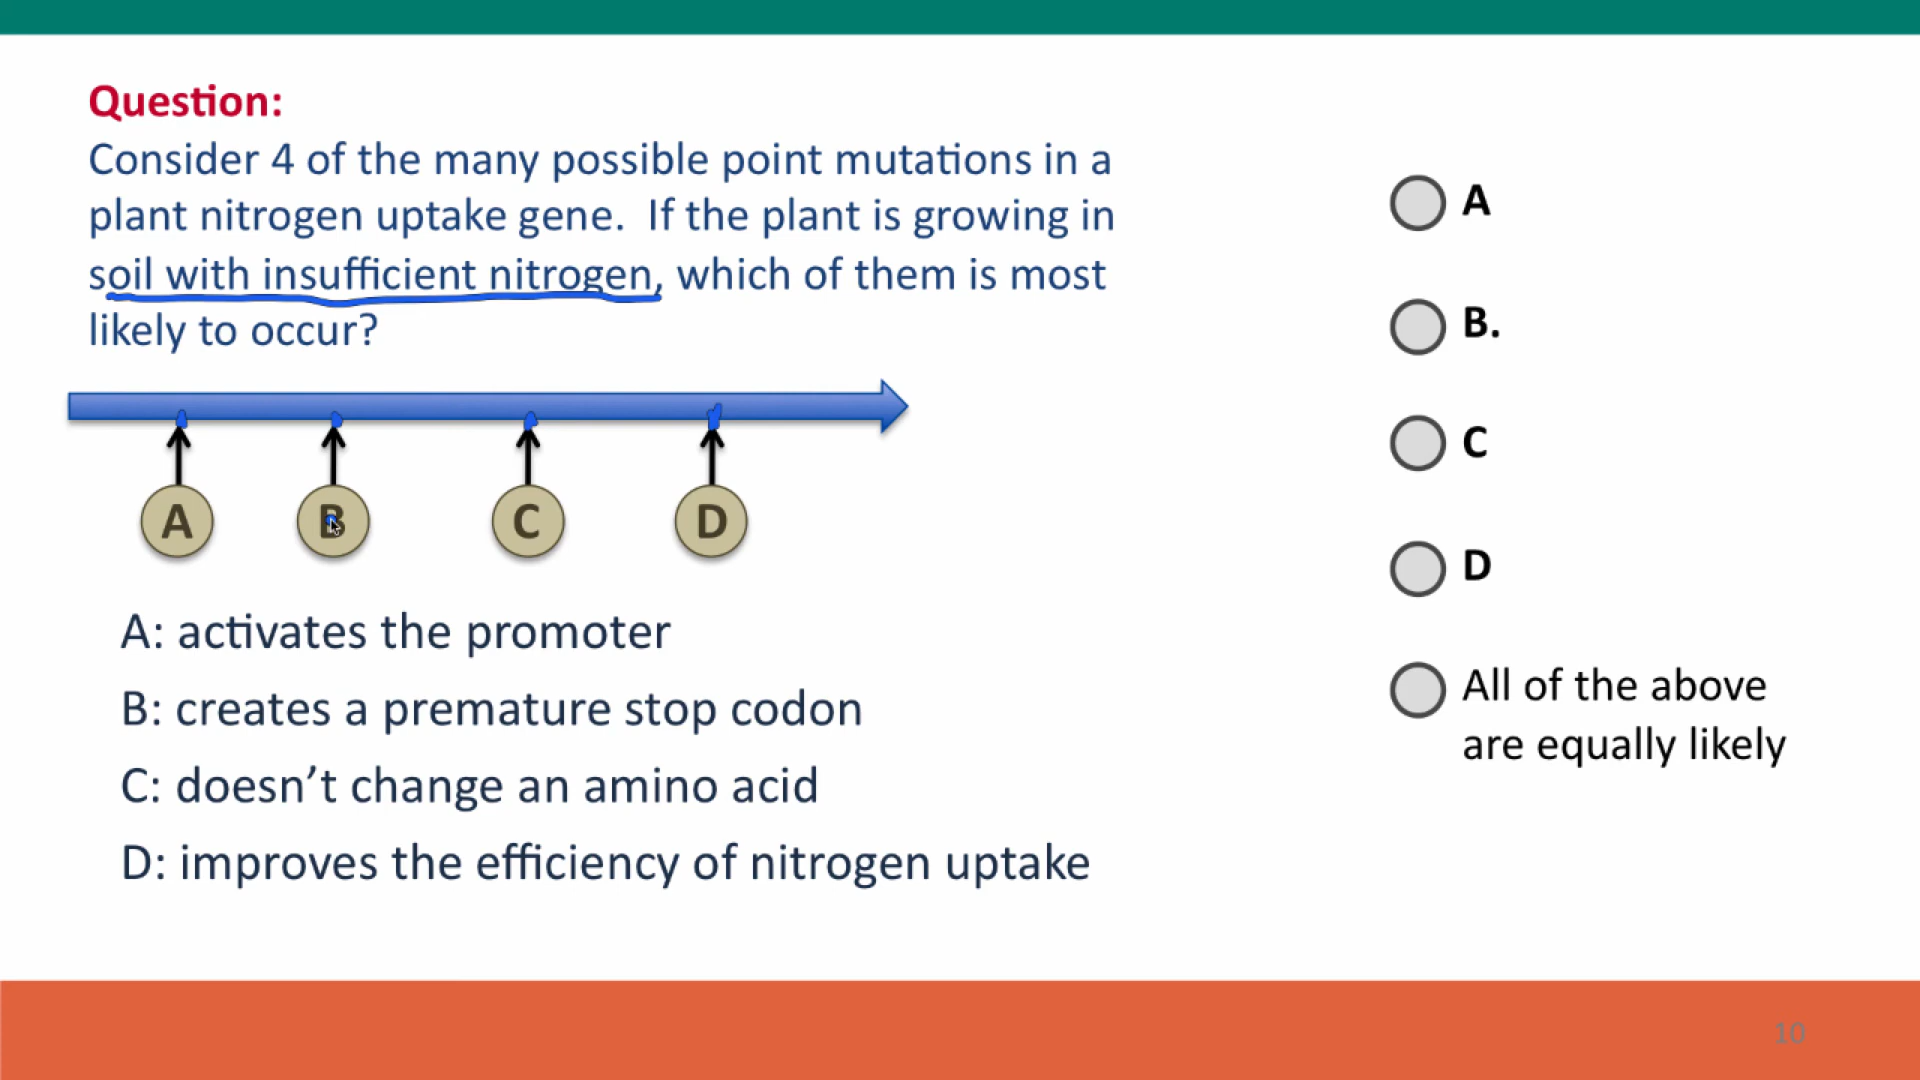 Question:
Consider 4 of the many possible point mutations in a
plant nitrogen uptake gene. If the plant is growing in
soil with insufficient nitrogen, which of them is most
likely to occur?
A B C D
A: activates the promoter
B: creates a premature stop codon
C: doesn't change an amino acid
D: improves the efficiency of nitrogen uptake
A
B.
C
D
All of the above
are equally likely
10